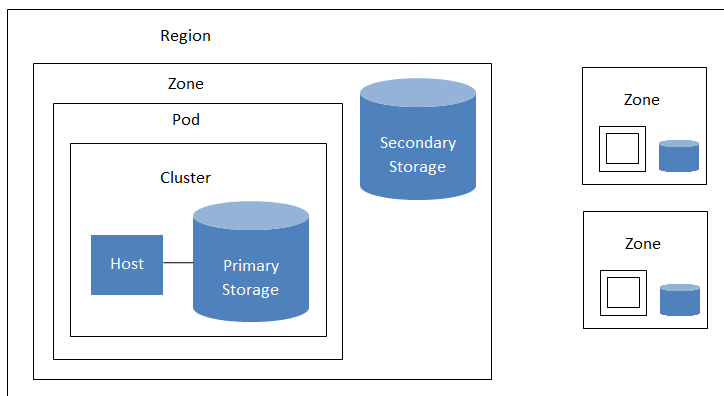 Region
Zone
Pod
Cluster
Host
Primary
Storage
Secondary
Storage
Zone
Zone